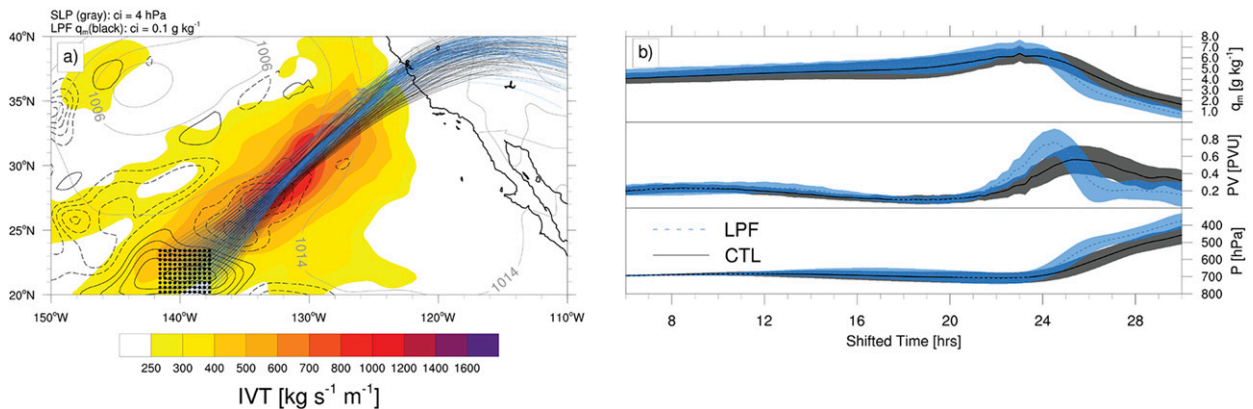 SLP (gray): ci = 4 hPa
LPF qm(black): ci = 0.1 g kg⁻¹
a)
1006
1006
1014
1014
40°N
35°N
30°N
25°N
20°N
150°W 140°W 130°W 120°W 110°W
250 300 400 500 600 700 800 1000 1200 1400 1600
IVT [kg s⁻¹ m⁻¹]
b)
8.0
7.0
6.0
5.0
4.0
3.0
2.0
1.0
qm [g kg⁻¹]
0.8
0.6
0.4
0.2
PV [PVU]
LPF
CTL
400
500
600
700
800
P [hPa]
8 12 16 20 24 28
Shifted Time [hrs]